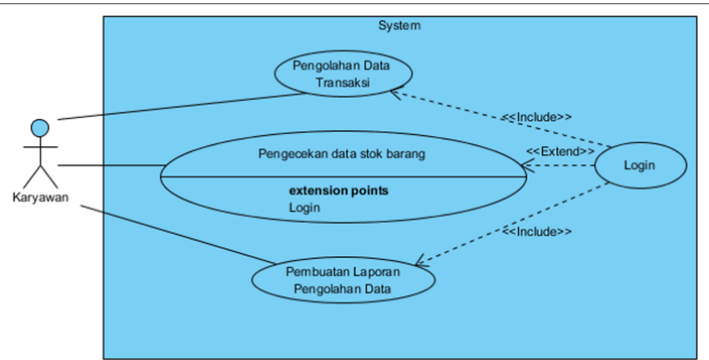 System
Pengolahan Data
Transaksi
<<Include>>
Pengecekan data stok barang
<<Extend>>
Login
extension points
Login
Karyawan
<<Include>>
Pembuatan Laporan
Pengolahan Data